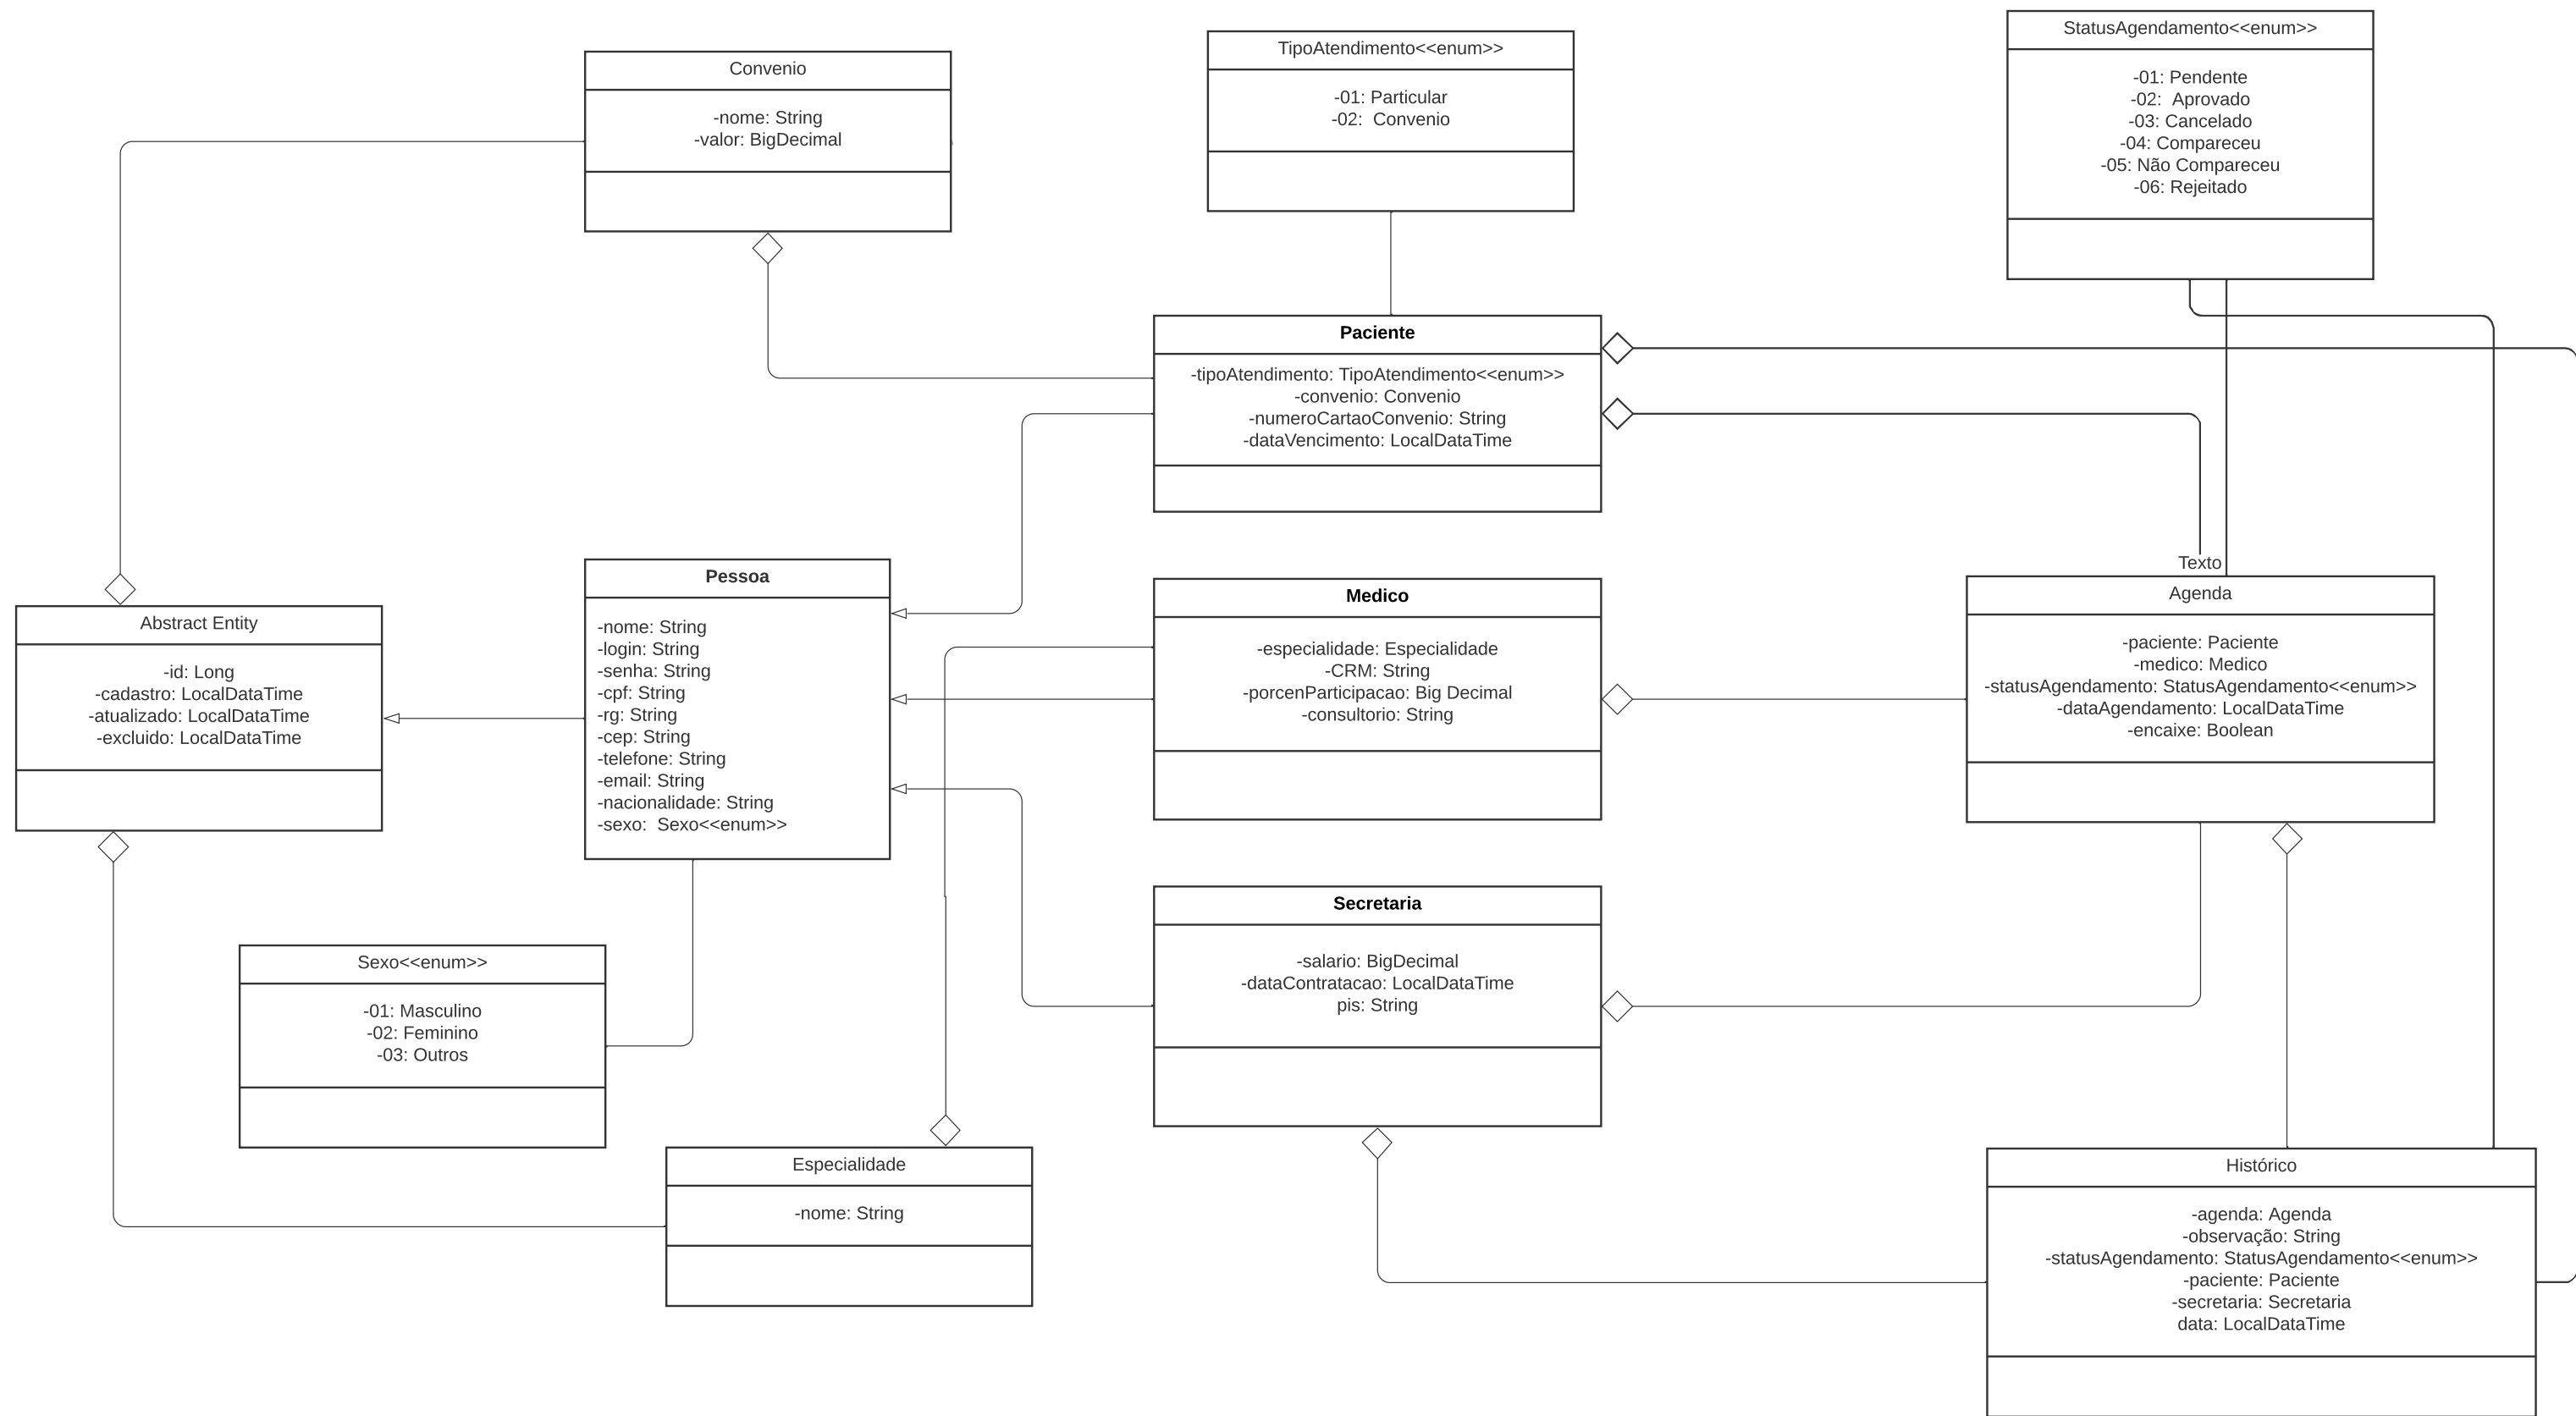 Convenio
-nome: String
-valor: BigDecimal
TipoAtendimento<<enum>>
-01: Particular
-02:  Convenio
StatusAgendamento<<enum>>
-01: Pendente
-02:  Aprovado
-03: Cancelado
-04: Compareceu
-05: Não Compareceu
-06: Rejeitado
Paciente
-tipoAtendimento: TipoAtendimento<<enum>>
-convenio: Convenio
-numeroCartaoConvenio: String
-dataVencimento: LocalDataTime
Abstract Entity
-id: Long
-cadastro: LocalDataTime
-atualizado: LocalDataTime
-excluido: LocalDataTime
Pessoa
-nome: String
-login: String
-senha: String
-cpf: String
-rg: String
-cep: String
-telefone: String
-email: String
-nacionalidade: String
-sexo:  Sexo<<enum>>
Medico
-especialidade: Especialidade
-CRM: String
-porcenParticipacao: Big Decimal
-consultorio: String
Texto
Agenda
-paciente: Paciente
-medico: Medico
-statusAgendamento: StatusAgendamento<<enum>>
-dataAgendamento: LocalDataTime
-encaixe: Boolean
Secretaria
-salario: BigDecimal
-dataContratacao: LocalDataTime
pis: String
Sexo<<enum>>
-01: Masculino
-02: Feminino
-03: Outros
Especialidade
-nome: String
Histórico
-agenda: Agenda
-observação: String
-statusAgendamento: StatusAgendamento<<enum>>
-paciente: Paciente
-secretaria: Secretaria
data: LocalDataTime